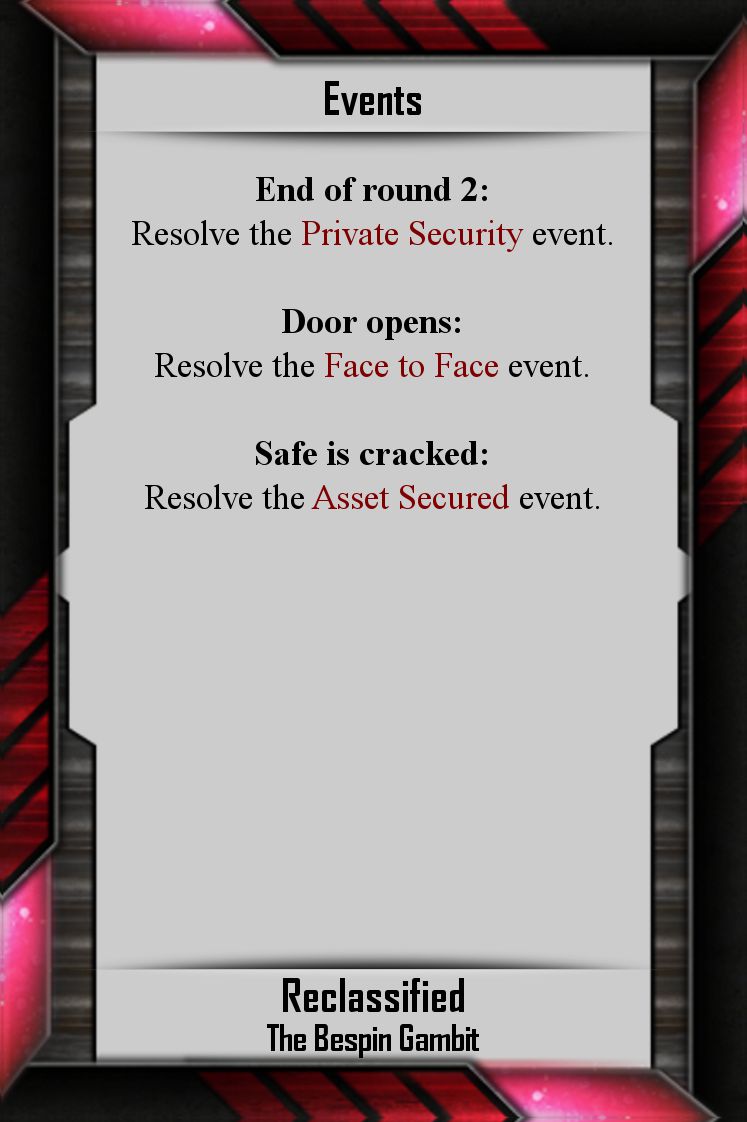 Events
End of round 2:
Resolve the Private Security event.
Door opens:
Resolve the Face to Face event.
Safe is cracked:
Resolve the Asset Secured event.
Reclassified
The Bespin Gambit